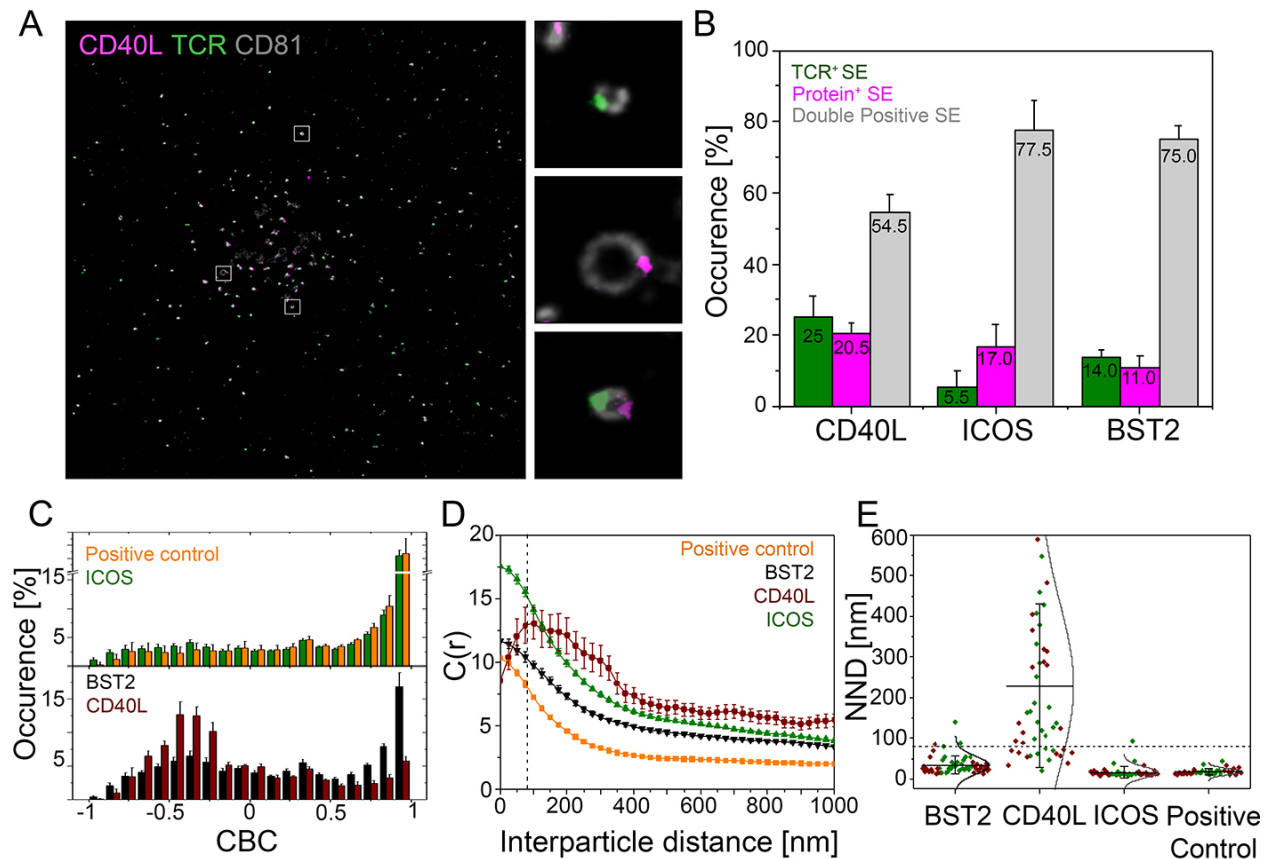 A
CD40L TCR CD81
B
Occurence [%]
100
80
60
40
20
0
TCR+ SE
Protein+ SE
Double Positive SE
25
20.5
54.5
5.5
17.0
77.5
14.0
11.0
75.0
CD40L ICOS BST2
C
Occurence [%]
Positive control
ICOS
15
5
BST2
CD40L
15
5
-1 -0.5 0 0.5 1
CBC
D
C(r)
20
15
10
5
0
Positive control
BST2
CD40L
ICOS
0 200 400 600 800 1000
Interparticle distance [nm]
E
NND [nm]
600
500
400
300
200
100
0
BST2 CD40L ICOS Positive
Control